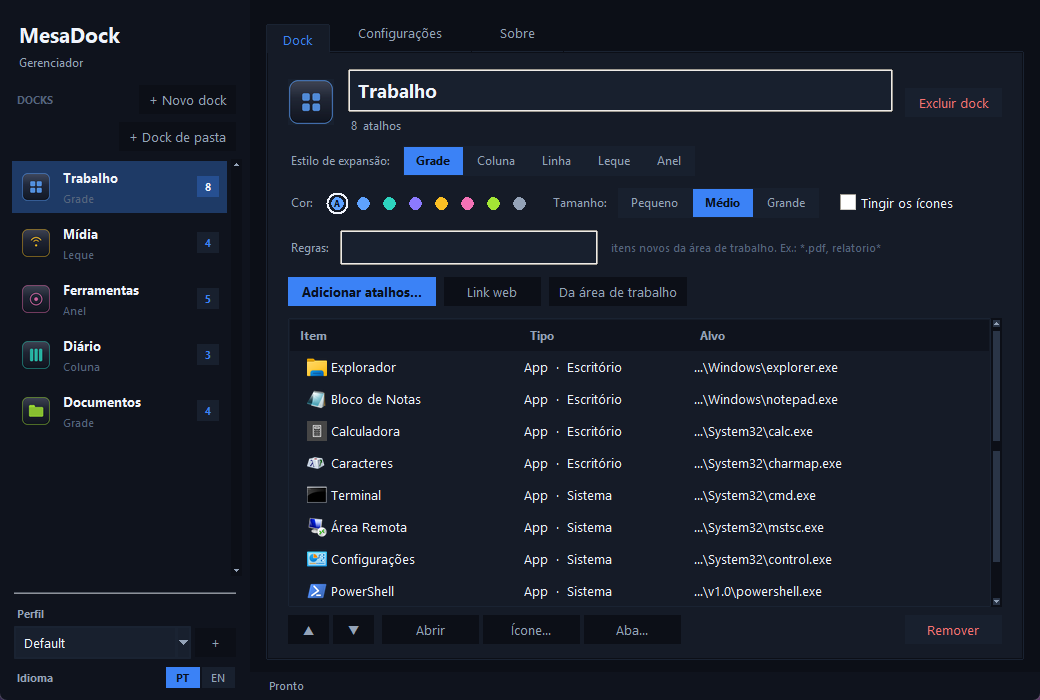 MesaDock
Gerenciador
DOCKS
+ Novo dock
+ Dock de pasta
Trabalho
Grade
8
Mídia
Leque
4
Ferramentas
Anel
5
Diário
Coluna
3
Documentos
Grade
4
Perfil
Default
+
Idioma
PT EN
Dock Configurações Sobre
Trabalho
8 atalhos
Excluir dock
Estilo de expansão: Grade Coluna Linha Leque Anel
Cor: A Tamanho: Pequeno Médio Grande Tingir os ícones
Regras: itens novos da área de trabalho. Ex.: *.pdf, relatorio*
Adicionar atalhos... Link web Da área de trabalho
Item Tipo Alvo
Explorador App · Escritório ...\Windows\explorer.exe
Bloco de Notas App · Escritório ...\Windows\notepad.exe
Calculadora App · Escritório ...\System32\calc.exe
Caracteres App · Escritório ...\System32\charmap.exe
Terminal App · Sistema ...\System32\cmd.exe
Área Remota App · Sistema ...\System32\mstsc.exe
Configurações App · Sistema ...\System32\control.exe
PowerShell App · Sistema ...\v1.0\powershell.exe
▲ ▼ Abrir Ícone... Aba... Remover
Pronto